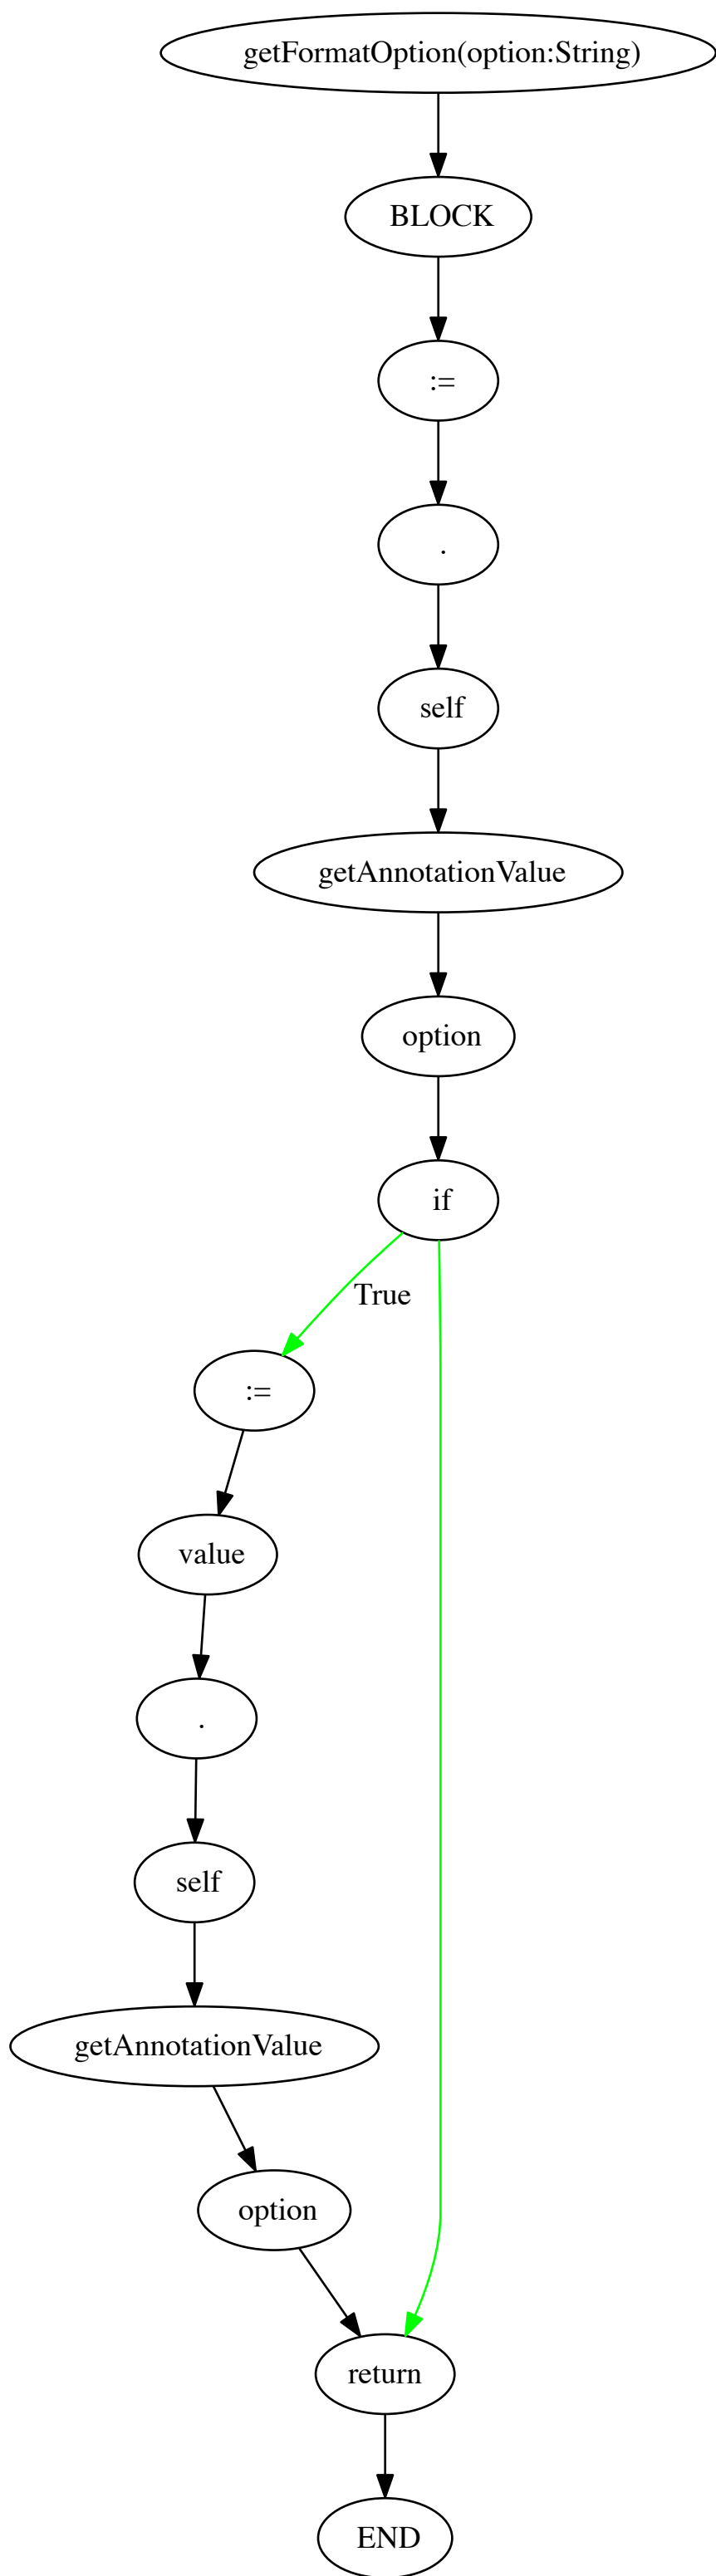 getFormatOption(option:String)
BLOCK
:=
.
self
getAnnotationValue
option
if
True
:=
value
.
self
getAnnotationValue
option
return
END